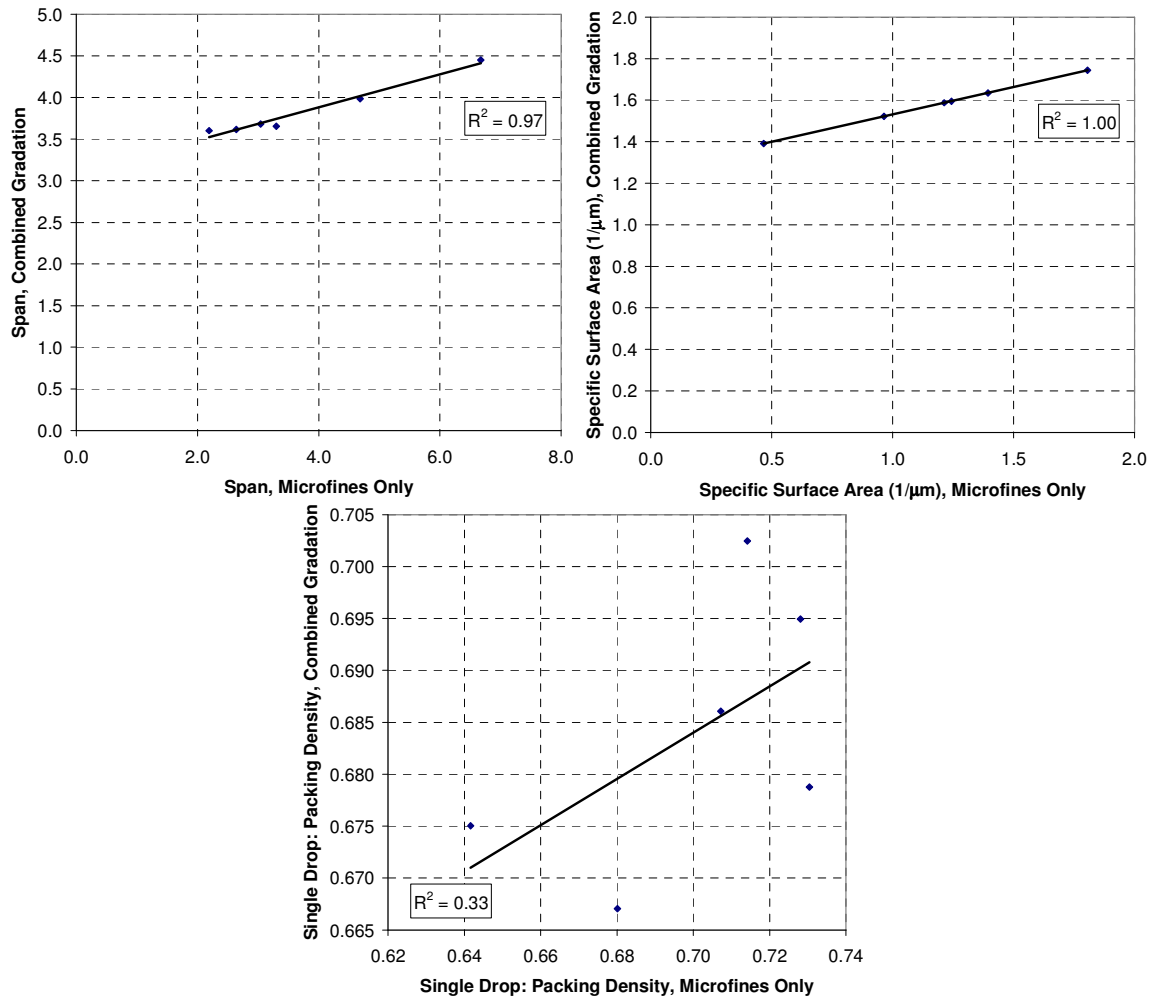 5.0
4.5
4.0
3.5
3.0
2.5
2.0
1.5
1.0
0.5
0.0
0.0 2.0 4.0 6.0 8.0
Span, Combined Gradation
Span, Microfines Only
R² = 0.97
2.0
1.8
1.6
1.4
1.2
1.0
0.8
0.6
0.4
0.2
0.0
0.0 0.5 1.0 1.5 2.0
Specific Surface Area (1/µm), Combined Gradation
Specific Surface Area (1/µm), Microfines Only
R² = 1.00
0.705
0.700
0.695
0.690
0.685
0.680
0.675
0.670
0.665
0.62 0.64 0.66 0.68 0.70 0.72 0.74
Single Drop: Packing Density, Combined Gradation
Single Drop: Packing Density, Microfines Only
R² = 0.33